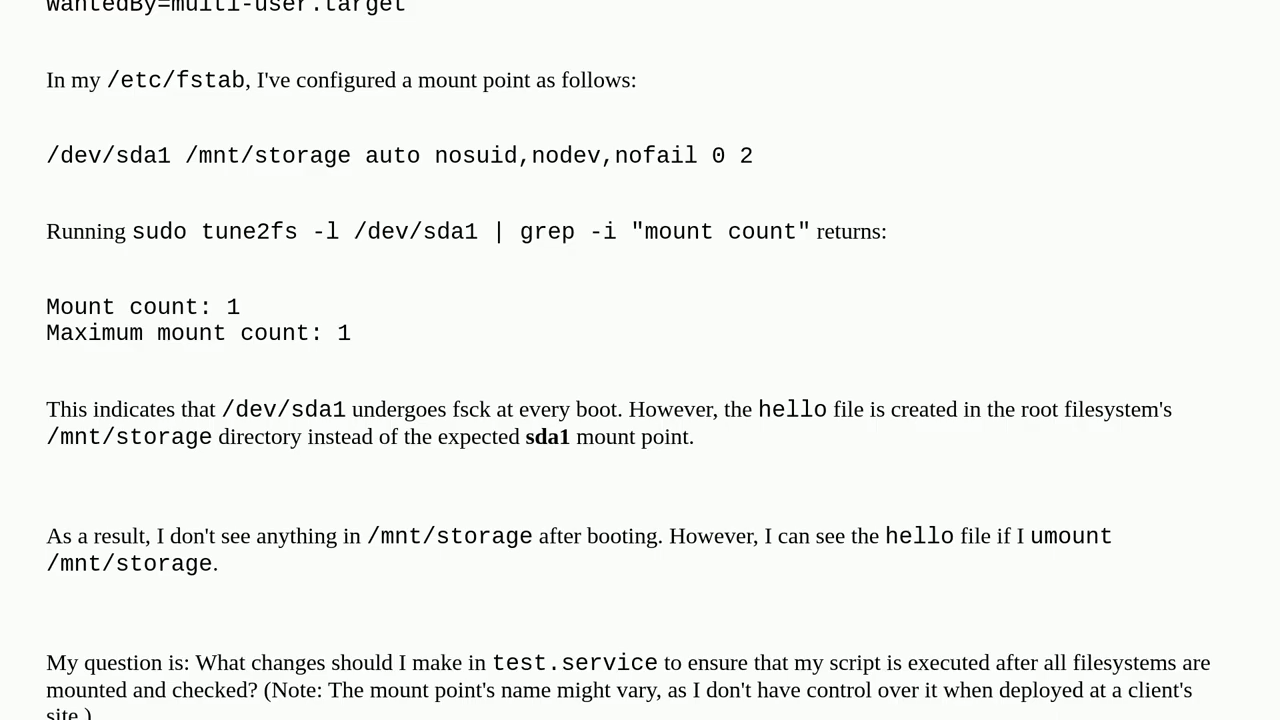 WantedBy=multi-user.target
In my /etc/fstab, I've configured a mount point as follows:
/dev/sda1 /mnt/storage auto nosuid,nodev,nofail 0 2
Running sudo tune2fs -l /dev/sda1 | grep -i "mount count" returns:
Mount count: 1
Maximum mount count: 1
This indicates that /dev/sda1 undergoes fsck at every boot. However, the hello file is created in the root filesystem's
/mnt/storage directory instead of the expected sda1 mount point.
As a result, I don't see anything in /mnt/storage after booting. However, I can see the hello file if I umount
/mnt/storage.
My question is: What changes should I make in test.service to ensure that my script is executed after all filesystems are
mounted and checked? (Note: The mount point's name might vary, as I don't have control over it when deployed at a client's
site.)